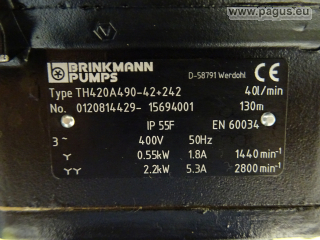 www.pagus.eu
BRINKMANN
PUMPS
D-58791 Werdohl
CE
Type TH420A490-42+242 40l/min
No. 0120814429- 15694001 130m
IP 55F EN 60034
3~ 400V 50Hz
Y 0.55kW 1.8A 1440min-1
YY 2.2kW 5.3A 2800min-1